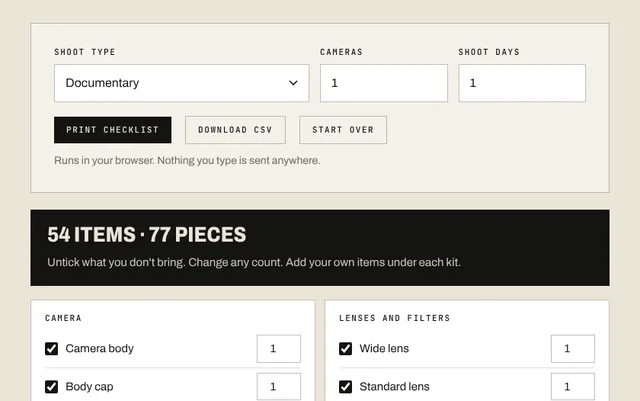 SHOOT TYPE
CAMERAS
SHOOT DAYS
Documentary
1
1
PRINT CHECKLIST
DOWNLOAD CSV
START OVER
Runs in your browser. Nothing you type is sent anywhere.
54 ITEMS · 77 PIECES
Untick what you don't bring. Change any count. Add your own items under each kit.
CAMERA
Camera body
1
Body cap
1
LENSES AND FILTERS
Wide lens
1
Standard lens
1